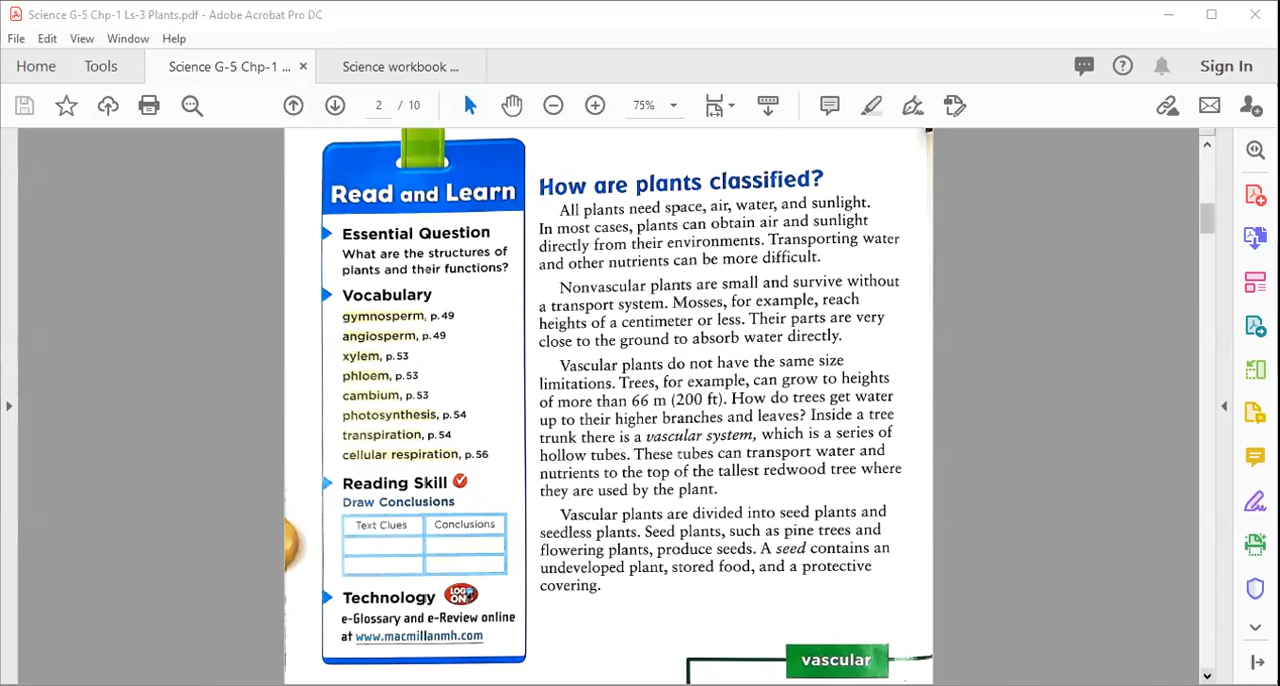 Science G-5 Chp-1 Ls-3 Plants.pdf - Adobe Acrobat Pro DC
File Edit View Window Help
Home Tools Science G-5 Chp-1 ... × Science workbook ... Sign In
2 / 10 75%
Read and Learn
Essential Question
What are the structures of
plants and their functions?
Vocabulary
gymnosperm, p.49
angiosperm, p.49
xylem, p.53
phloem, p.53
cambium, p.53
photosynthesis, p.54
transpiration, p.54
cellular respiration, p.56
Reading Skill
Draw Conclusions
Text Clues Conclusions
Technology LOG ON
e-Glossary and e-Review online
at www.macmillanmh.com
How are plants classified?
All plants need space, air, water, and sunlight.
In most cases, plants can obtain air and sunlight
directly from their environments. Transporting water
and other nutrients can be more difficult.
Nonvascular plants are small and survive without
a transport system. Mosses, for example, reach
heights of a centimeter or less. Their parts are very
close to the ground to absorb water directly.
Vascular plants do not have the same size
limitations. Trees, for example, can grow to heights
of more than 66 m (200 ft). How do trees get water
up to their higher branches and leaves? Inside a tree
trunk there is a vascular system, which is a series of
hollow tubes. These tubes can transport water and
nutrients to the top of the tallest redwood tree where
they are used by the plant.
Vascular plants are divided into seed plants and
seedless plants. Seed plants, such as pine trees and
flowering plants, produce seeds. A seed contains an
undeveloped plant, stored food, and a protective
covering.
vascular